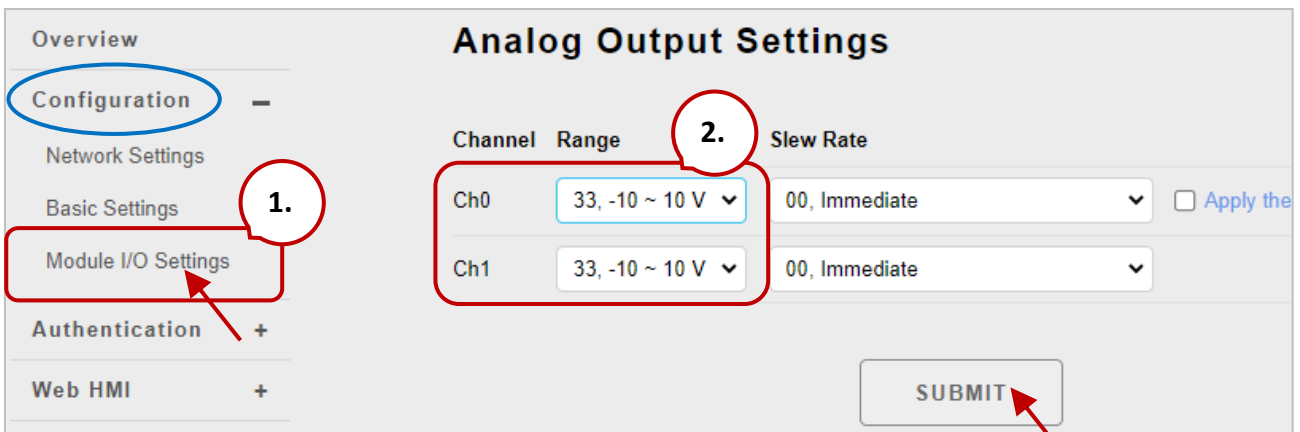 Overview
Configuration −
Network Settings
Basic Settings
1.
Module I/O Settings
Authentication +
Web HMI +
Analog Output Settings
Channel Range 2. Slew Rate
Ch0 33, -10 ~ 10 V 00, Immediate Apply the
Ch1 33, -10 ~ 10 V 00, Immediate
SUBMIT